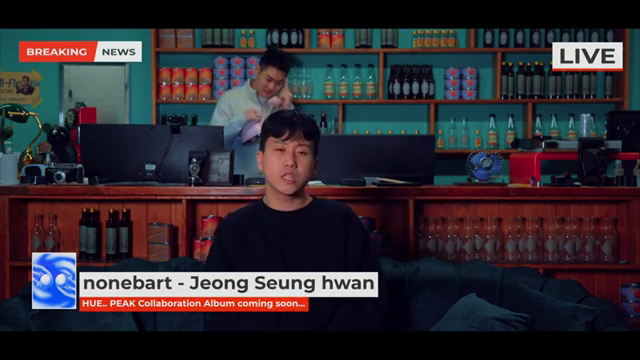 BREAKING NEWS
LIVE
nonebart - Jeong Seung hwan
HUE.. PEAK Collaboration Album coming soon...